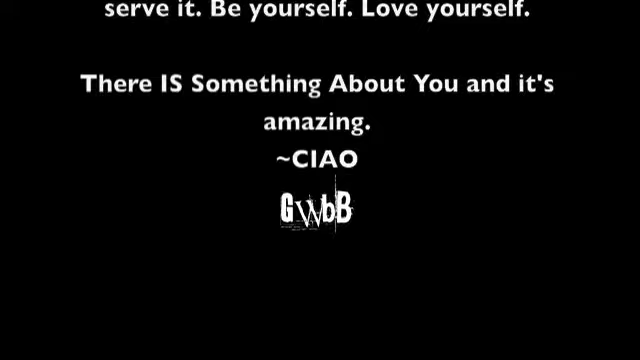 serve it. Be yourself. Love yourself.
There IS Something About You and it's
amazing.
~CIAO
GWbB